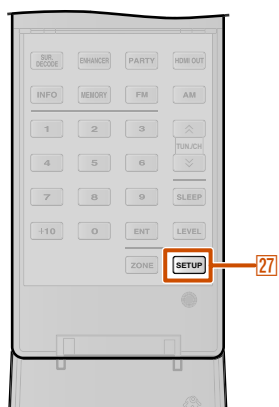 SUR. DECODE ENHANCER PARTY HDMI OUT
INFO MEMORY FM AM
1 2 3
TUN./CH
4 5 6
7 8 9 SLEEP
+10 0 ENT LEVEL
ZONE SETUP 27